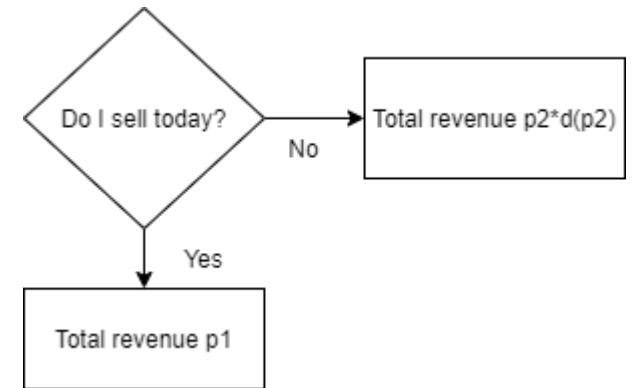 Do I sell today?
Total revenue p2*d(p2)
No
Yes
Total revenue p1